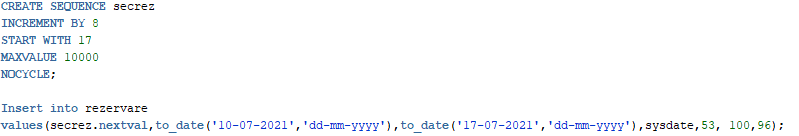 CREATE SEQUENCE secrez
INCREMENT BY 8
START WITH 17
MAXVALUE 10000
NOCYCLE;
Insert into rezervare
values(secrez.nextval,to_date('10-07-2021','dd-mm-yyyy'),to_date('17-07-2021','dd-mm-yyyy'),sysdate,53, 100,96);